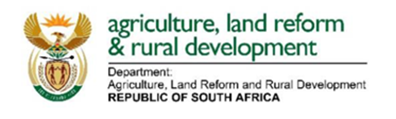 agriculture, land reform
& rural development
Department:
Agriculture, Land Reform and Rural Development
REPUBLIC OF SOUTH AFRICA